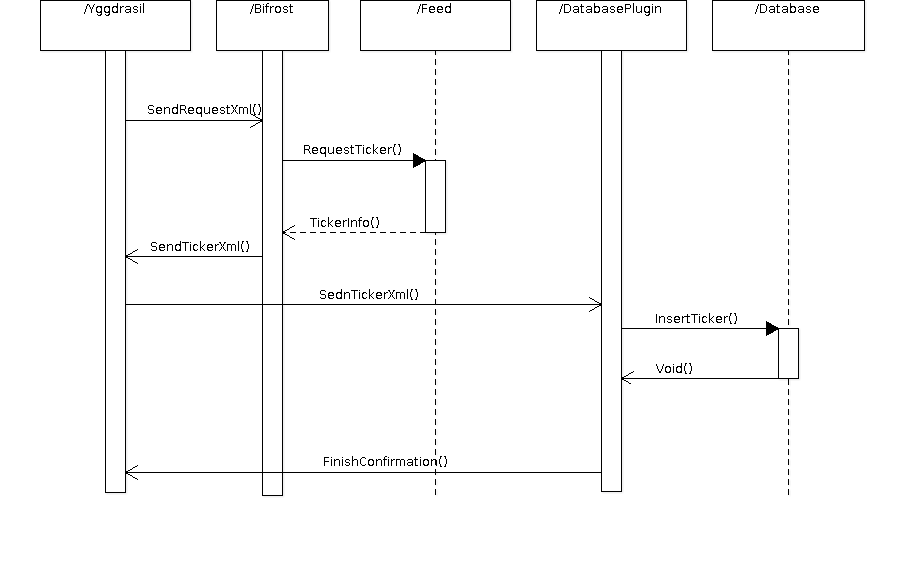 /Yggdrasil
/Bifrost
/Feed
/DatabasePlugin
/Database
SendRequestXml()
RequestTicker()
TickerInfo()
SendTickerXml()
SednTickerXml()
InsertTicker()
Void()
FinishConfirmation()